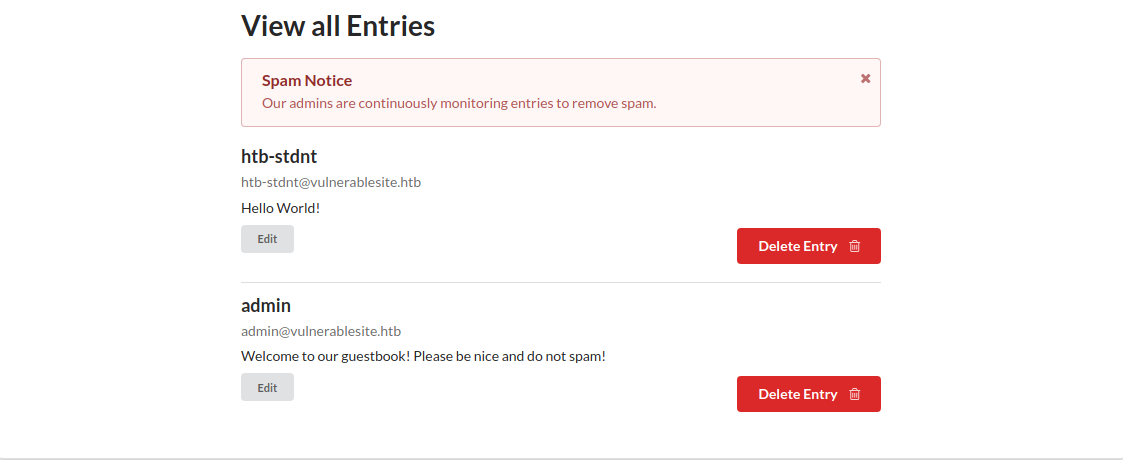 View all Entries
Spam Notice
Our admins are continuously monitoring entries to remove spam.
htb-stdnt
htb-stdnt@vulnerablesite.htb
Hello World!
Edit
Delete Entry
admin
admin@vulnerablesite.htb
Welcome to our guestbook! Please be nice and do not spam!
Edit
Delete Entry